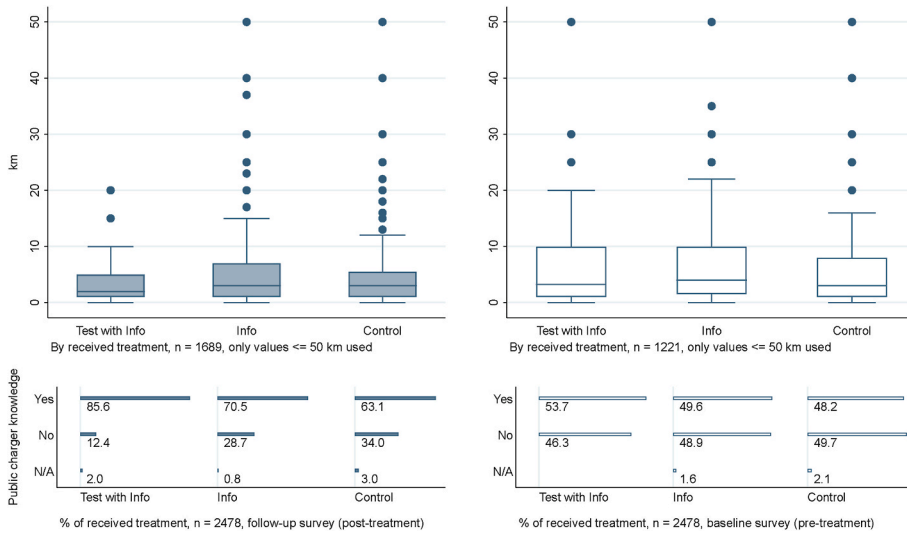 50
40
30
20
10
0
km
Test with Info Info Control
By received treatment, n = 1689, only values <= 50 km used
50
40
30
20
10
0
Test with Info Info Control
By received treatment, n = 1221, only values <= 50 km used
Public charger knowledge
Yes
85.6 70.5 63.1
No
12.4 28.7 34.0
N/A
2.0 0.8 3.0
Test with Info Info Control
% of received treatment, n = 2478, follow-up survey (post-treatment)
Yes
53.7 49.6 48.2
No
46.3 48.9 49.7
N/A
1.6 2.1
Test with Info Info Control
% of received treatment, n = 2478, baseline survey (pre-treatment)